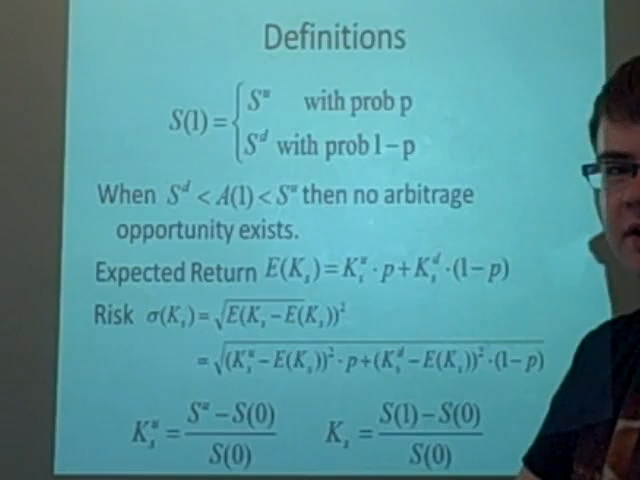 Definitions
S(1) = { S^u with prob p
S^d with prob 1 − p
When S^d < A(1) < S^u then no arbitrage
opportunity exists.
Expected Return E(K_s) = K_s^u · p + K_s^d · (1 − p)
Risk σ(K_s) = √E(K_s − E(K_s))^2
= √(K_s^u − E(K_s))^2 · p + (K_s^d − E(K_s))^2 · (1 − p)
K_s^u = (S^u − S(0)) / S(0) K_s = (S(1) − S(0)) / S(0)